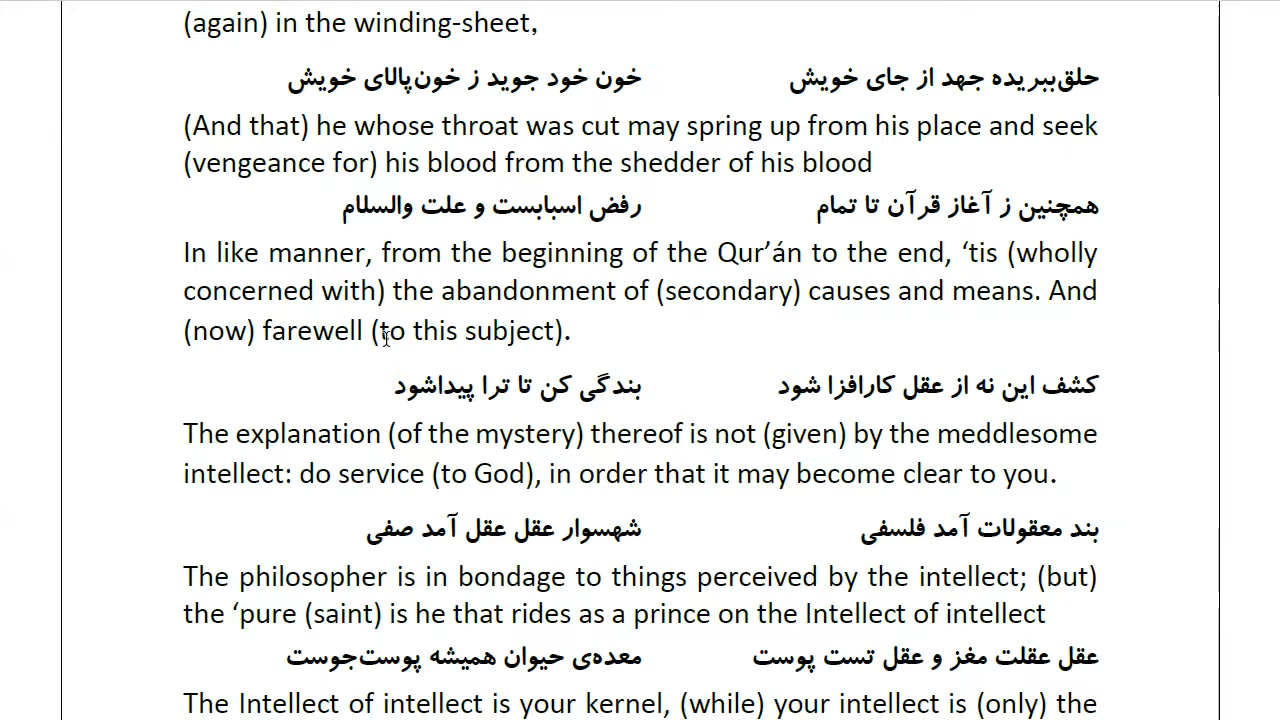 (again) in the winding-sheet,
حلق‌ببریده جهد از جای خویش خون خود جوید ز خون‌پالای خویش
(And that) he whose throat was cut may spring up from his place and seek
(vengeance for) his blood from the shedder of his blood
همچنین ز آغاز قرآن تا تمام رفض اسبابست و علت والسلام
In like manner, from the beginning of the Qur’án to the end, ‘tis (wholly
concerned with) the abandonment of (secondary) causes and means. And
(now) farewell (to this subject).
کشف این نه از عقل کارافزا شود بندگی کن تا ترا پیداشود
The explanation (of the mystery) thereof is not (given) by the meddlesome
intellect: do service (to God), in order that it may become clear to you.
بند معقولات آمد فلسفی شهسوار عقل عقل آمد صفی
The philosopher is in bondage to things perceived by the intellect; (but)
the ‘pure (saint) is he that rides as a prince on the Intellect of intellect
عقل عقلت مغز و عقل تست پوست معده‌ی حیوان همیشه پوست‌جوست
The Intellect of intellect is your kernel, (while) your intellect is (only) the